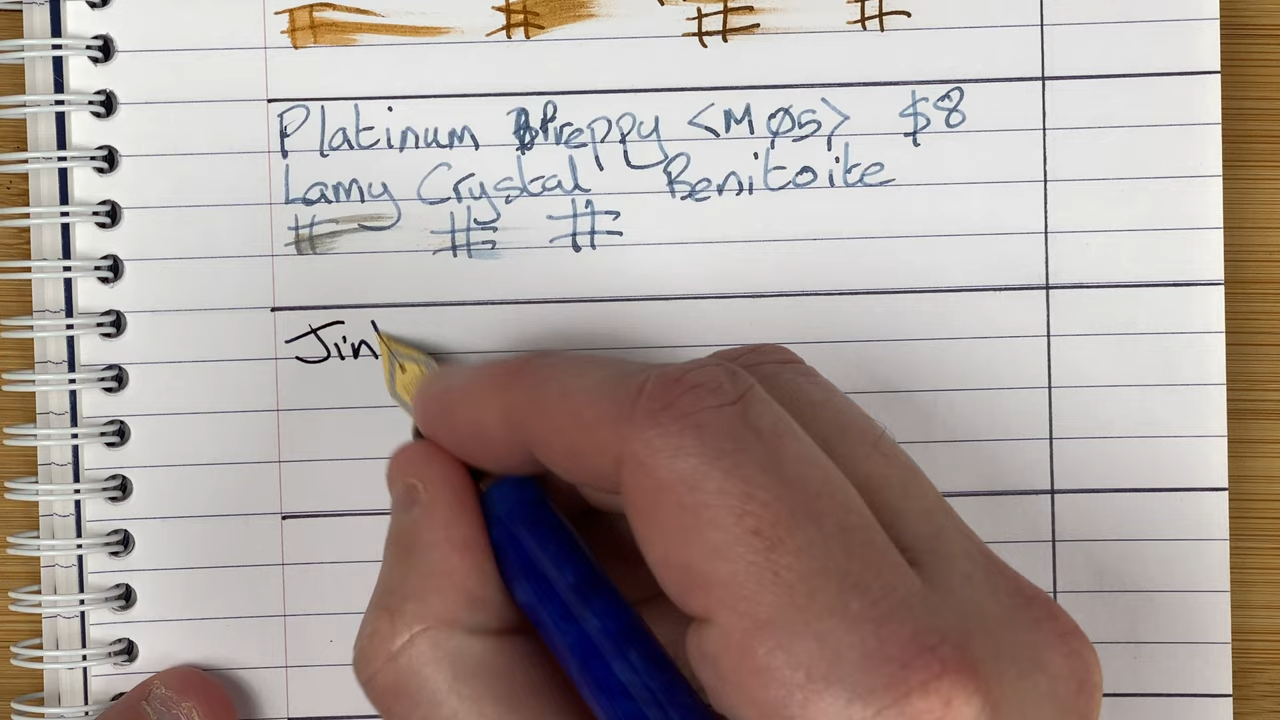 # # # #
Platinum Preppy <M 05> $8
Lamy Crystal Benitoite
# # #
Jin